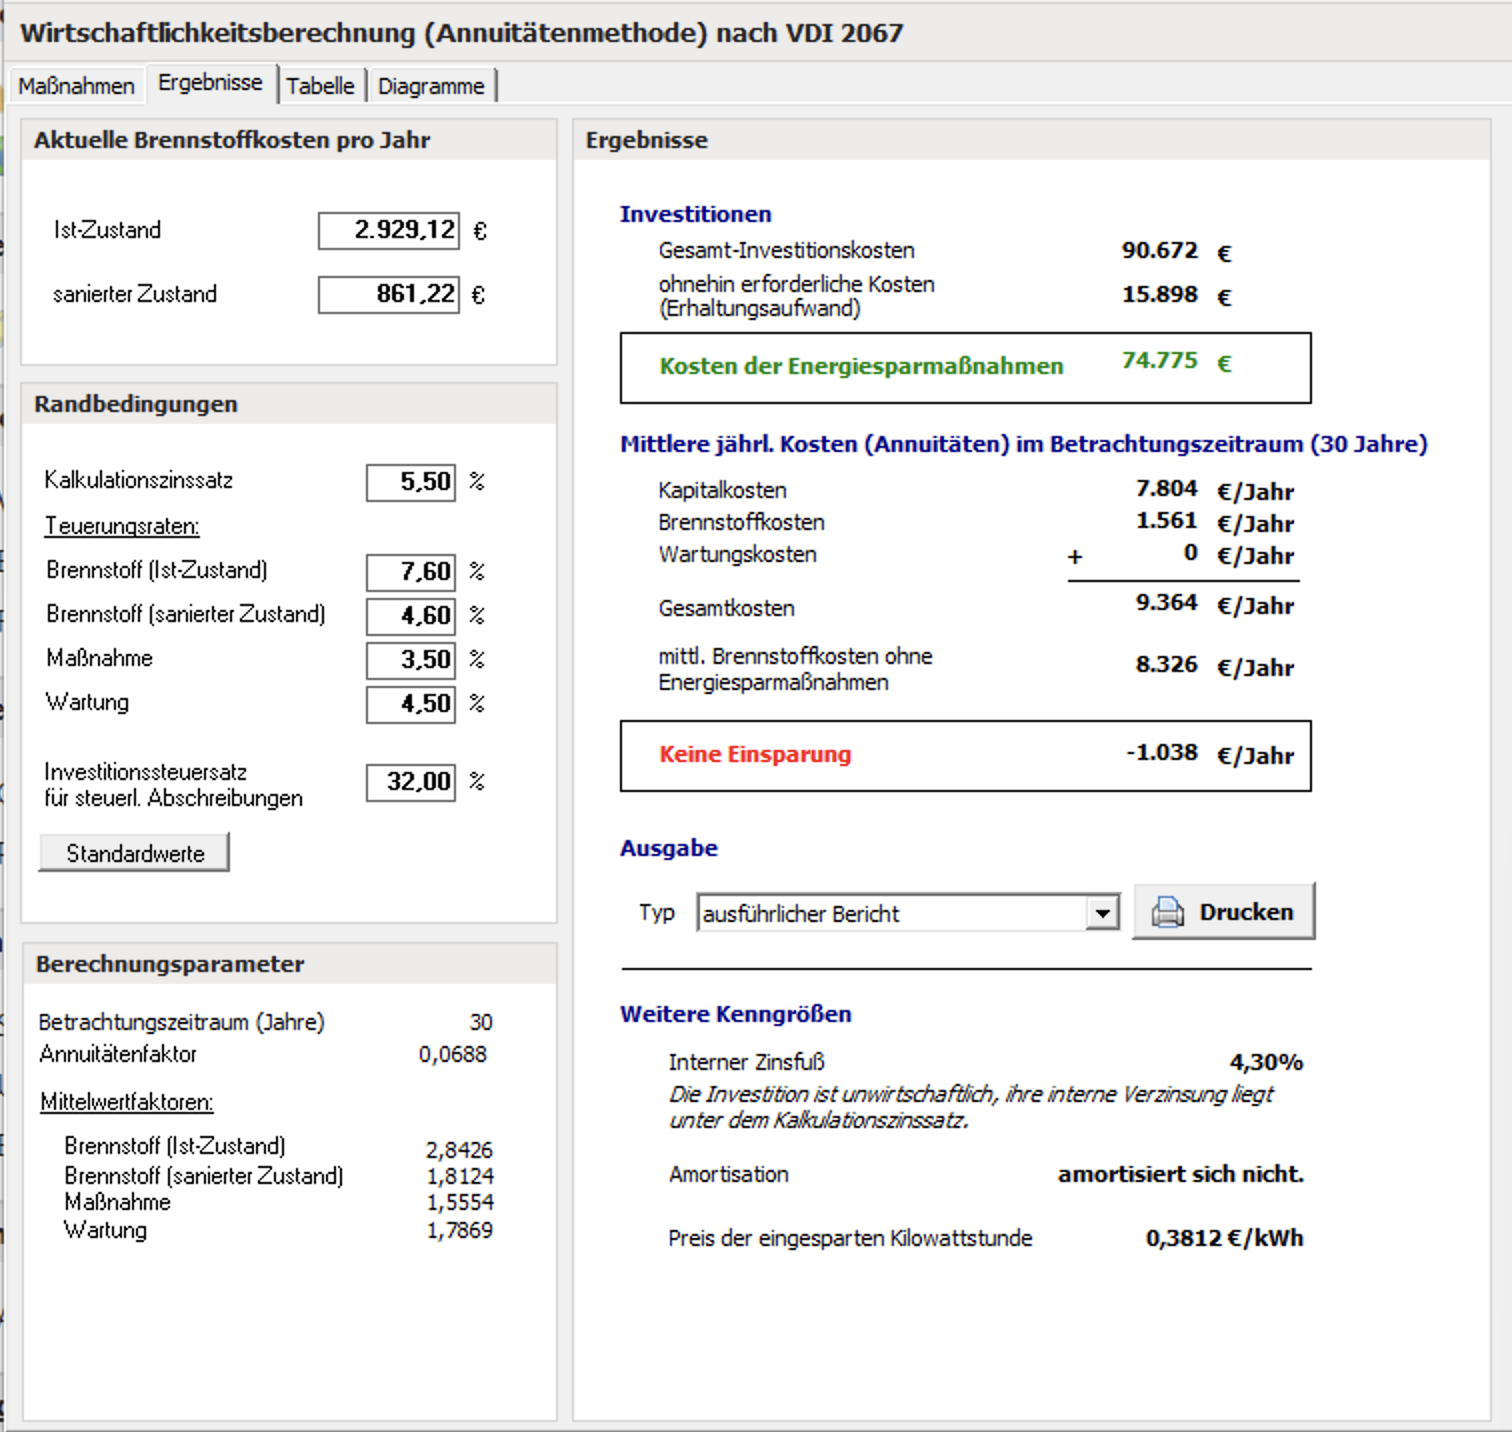 Wirtschaftlichkeitsberechnung (Annuitätenmethode) nach VDI 2067
Maßnahmen Ergebnisse Tabelle Diagramme
Aktuelle Brennstoffkosten pro Jahr
Ist-Zustand 2.929,12 €
sanierter Zustand 861,22 €
Randbedingungen
Kalkulationszinssatz 5,50 %
Teuerungsraten:
Brennstoff (Ist-Zustand) 7,60 %
Brennstoff (sanierter Zustand) 4,60 %
Maßnahme 3,50 %
Wartung 4,50 %
Investitionssteuersatz
für steuerl. Abschreibungen 32,00 %
Standardwerte
Berechnungsparameter
Betrachtungszeitraum (Jahre) 30
Annuitätenfaktor 0,0688
Mittelwertfaktoren:
Brennstoff (Ist-Zustand) 2,8426
Brennstoff (sanierter Zustand) 1,8124
Maßnahme 1,5554
Wartung 1,7869
Ergebnisse
Investitionen
Gesamt-Investitionskosten 90.672 €
ohnehin erforderliche Kosten
(Erhaltungsaufwand) 15.898 €
Kosten der Energiesparmaßnahmen 74.775 €
Mittlere jährl. Kosten (Annuitäten) im Betrachtungszeitraum (30 Jahre)
Kapitalkosten 7.804 €/Jahr
Brennstoffkosten 1.561 €/Jahr
Wartungskosten + 0 €/Jahr
Gesamtkosten 9.364 €/Jahr
mittl. Brennstoffkosten ohne
Energiesparmaßnahmen 8.326 €/Jahr
Keine Einsparung -1.038 €/Jahr
Ausgabe
Typ ausführlicher Bericht Drucken
Weitere Kenngrößen
Interner Zinsfuß 4,30%
Die Investition ist unwirtschaftlich, ihre interne Verzinsung liegt
unter dem Kalkulationszinssatz.
Amortisation amortisiert sich nicht.
Preis der eingesparten Kilowattstunde 0,3812 €/kWh